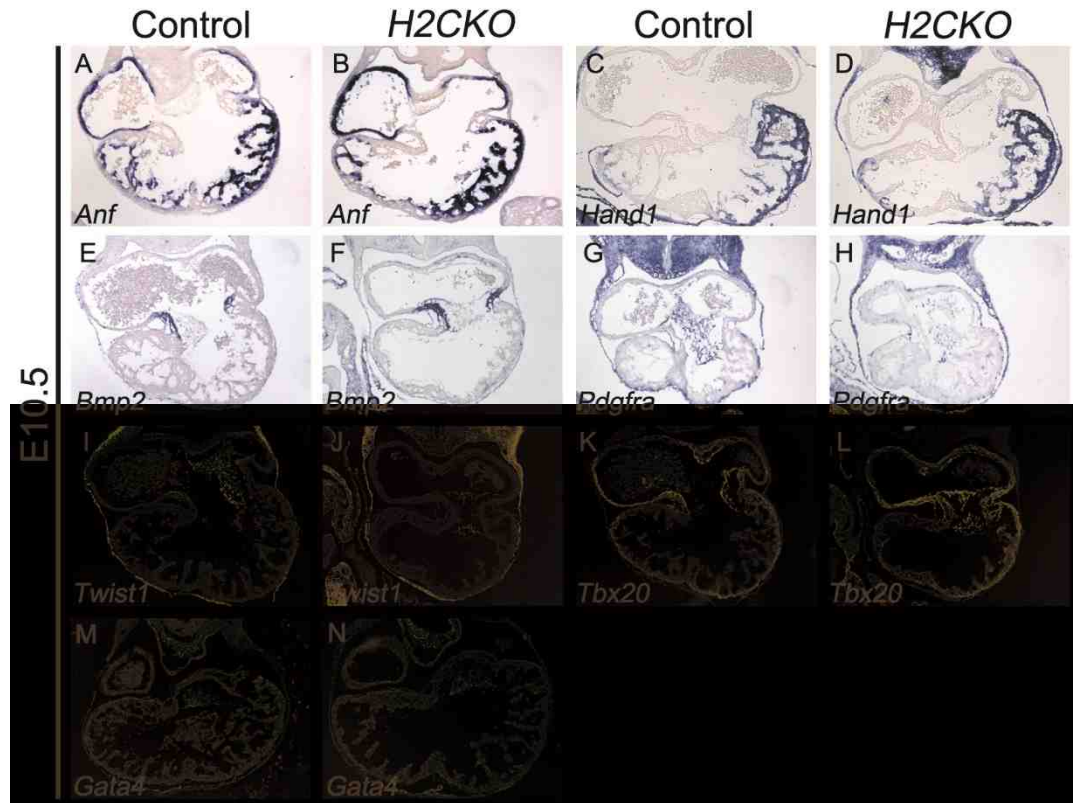 Control H2CKO Control H2CKO
A B C D
Anf Anf Hand1 Hand1
E F G H
Bmp2 Bmp2 Pdgfra Pdgfra
E10.5
I J K L
Twist1 Twist1 Tbx20 Tbx20
M N
Gata4 Gata4